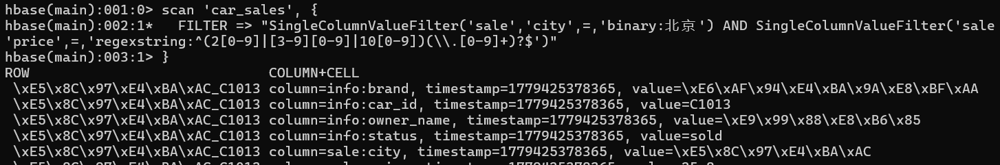 hbase(main):001:0> scan 'car_sales', {
hbase(main):002:1*   FILTER => "SingleColumnValueFilter('sale','city',=,'binary:北京') AND SingleColumnValueFilter('sale
'price',=,'regexstring:^(2[0-9]|[3-9][0-9]|10[0-9])(\\.[0-9]+)?$')"
hbase(main):003:1> }
ROW                              COLUMN+CELL
 \xE5\x8C\x97\xE4\xBA\xAC_C1013 column=info:brand, timestamp=1779425378365, value=\xE6\xAF\x94\xE4\xBA\x9A\xE8\xBF\xAA
 \xE5\x8C\x97\xE4\xBA\xAC_C1013 column=info:car_id, timestamp=1779425378365, value=C1013
 \xE5\x8C\x97\xE4\xBA\xAC_C1013 column=info:owner_name, timestamp=1779425378365, value=\xE9\x99\x88\xE8\xB6\x85
 \xE5\x8C\x97\xE4\xBA\xAC_C1013 column=info:status, timestamp=1779425378365, value=sold
 \xE5\x8C\x97\xE4\xBA\xAC_C1013 column=sale:city, timestamp=1779425378365, value=\xE5\x8C\x97\xE4\xBA\xAC